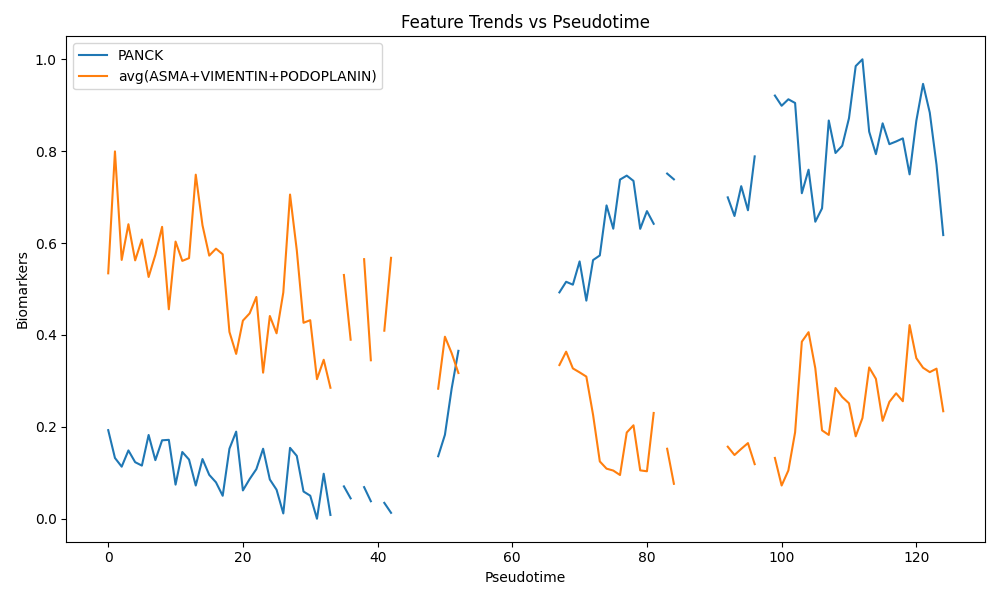 Feature Trends vs Pseudotime
PANCK
avg(ASMA+VIMENTIN+PODOPLANIN)
Biomarkers
1.0
0.8
0.6
0.4
0.2
0.0
0 20 40 60 80 100 120
Pseudotime